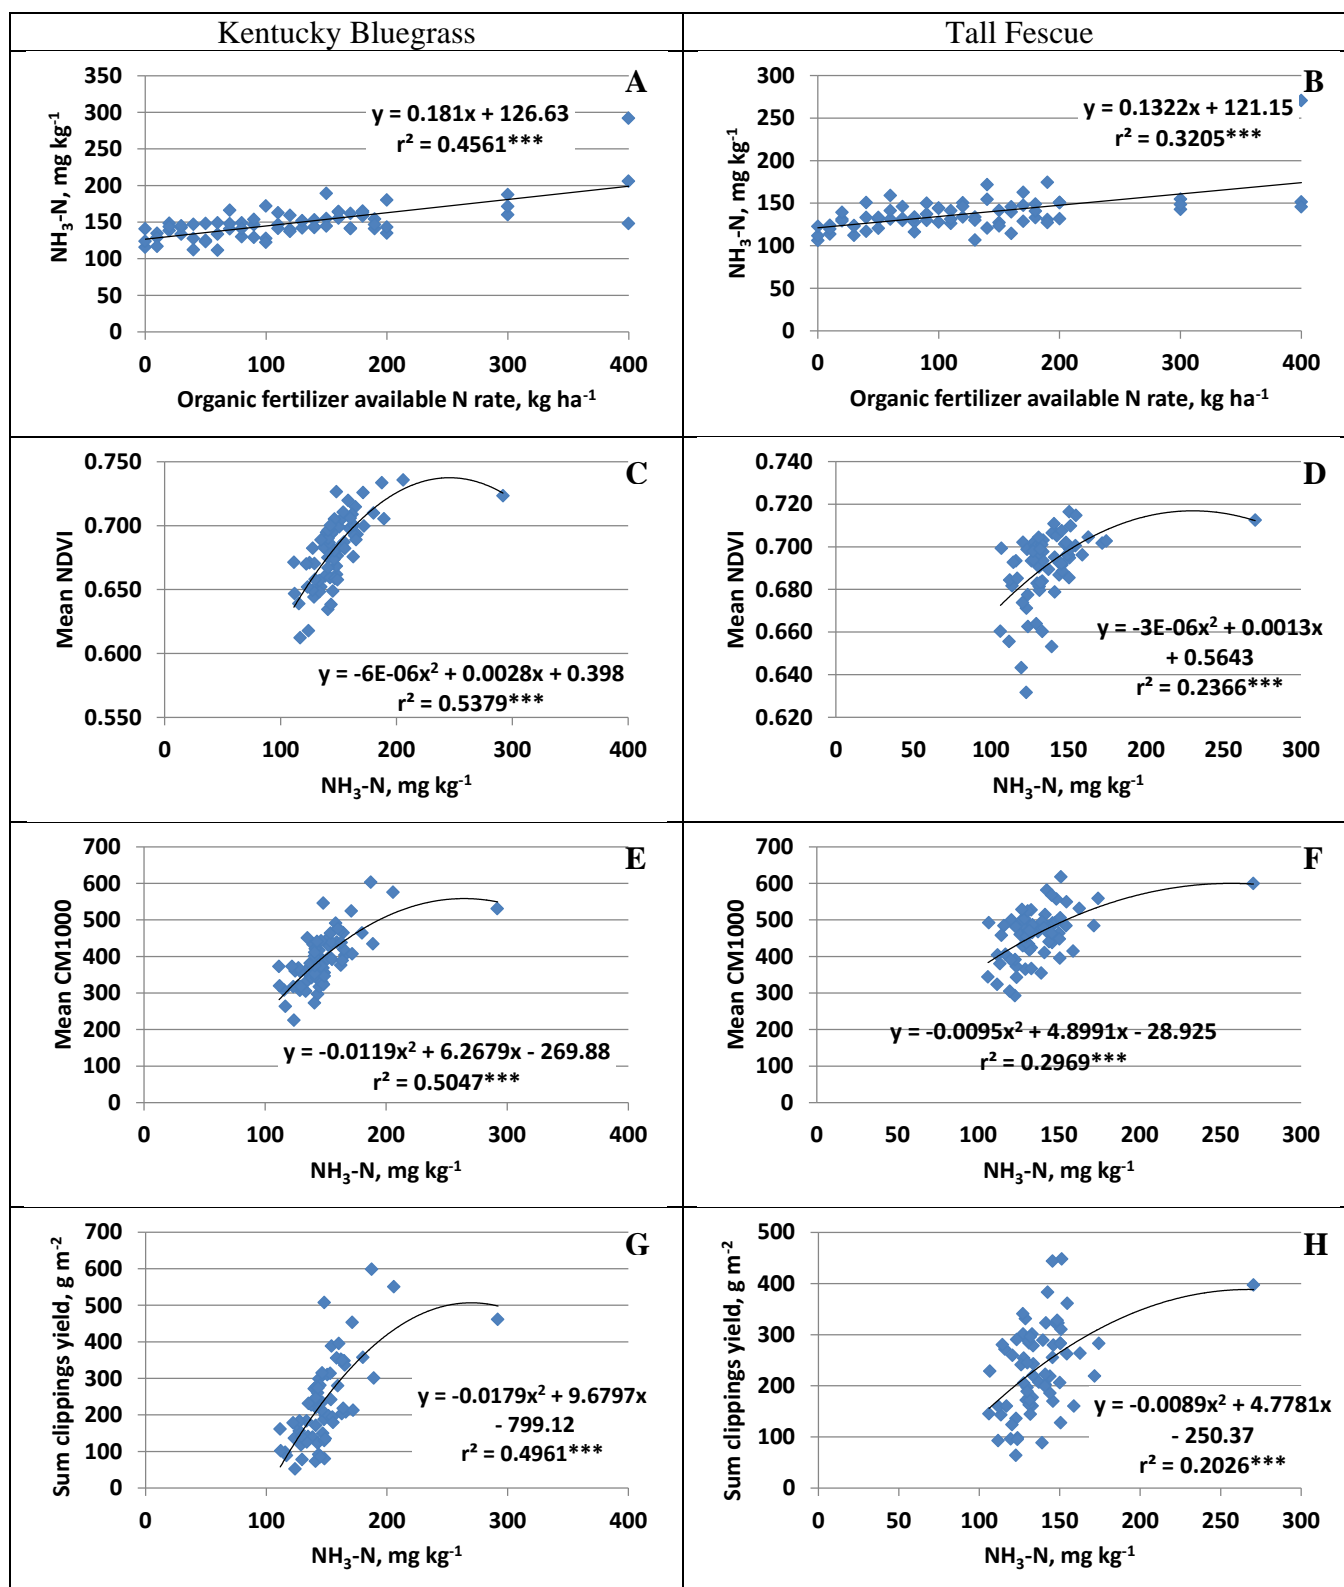 Kentucky Bluegrass
Tall Fescue
A
350
300
250
200
150
100
50
0
NH₃-N, mg kg⁻¹
y = 0.181x + 126.63
r² = 0.4561***
0 100 200 300 400
Organic fertilizer available N rate, kg ha⁻¹
B
300
250
200
150
100
50
0
NH₃-N, mg kg⁻¹
y = 0.1322x + 121.15
r² = 0.3205***
0 100 200 300 400
Organic fertilizer available N rate, kg ha⁻¹
C
0.750
0.700
0.650
0.600
0.550
Mean NDVI
y = -6E-06x² + 0.0028x + 0.398
r² = 0.5379***
0 100 200 300 400
NH₃-N, mg kg⁻¹
D
0.740
0.720
0.700
0.680
0.660
0.640
0.620
Mean NDVI
y = -3E-06x² + 0.0013x
+ 0.5643
r² = 0.2366***
0 50 100 150 200 250 300
NH₃-N, mg kg⁻¹
E
700
600
500
400
300
200
100
0
Mean CM1000
y = -0.0119x² + 6.2679x - 269.88
r² = 0.5047***
0 100 200 300 400
NH₃-N, mg kg⁻¹
F
700
600
500
400
300
200
100
0
Mean CM1000
y = -0.0095x² + 4.8991x - 28.925
r² = 0.2969***
0 50 100 150 200 250 300
NH₃-N, mg kg⁻¹
G
700
600
500
400
300
200
100
0
Sum clippings yield, g m⁻²
y = -0.0179x² + 9.6797x
- 799.12
r² = 0.4961***
0 100 200 300 400
NH₃-N, mg kg⁻¹
H
500
400
300
200
100
0
Sum clippings yield, g m⁻²
y = -0.0089x² + 4.7781x
- 250.37
r² = 0.2026***
0 50 100 150 200 250 300
NH₃-N, mg kg⁻¹